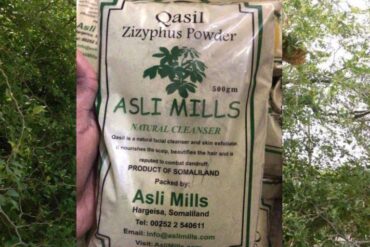 Qasil
Zizyphus Powder
500gm
ASLI MILLS
NATURAL CLEANSER
Qasil is a natural facial cleanser and skin exfoliate
it nourishes the scalp, beautifies the hair and is
reputed to combat dandruff.
PRODUCT OF SOMALILAND
Packed by:
Asli Mills
Hargeisa, Somaliland
Tel: 00252 2 540611
Email: info@aslimills.com
Visit: